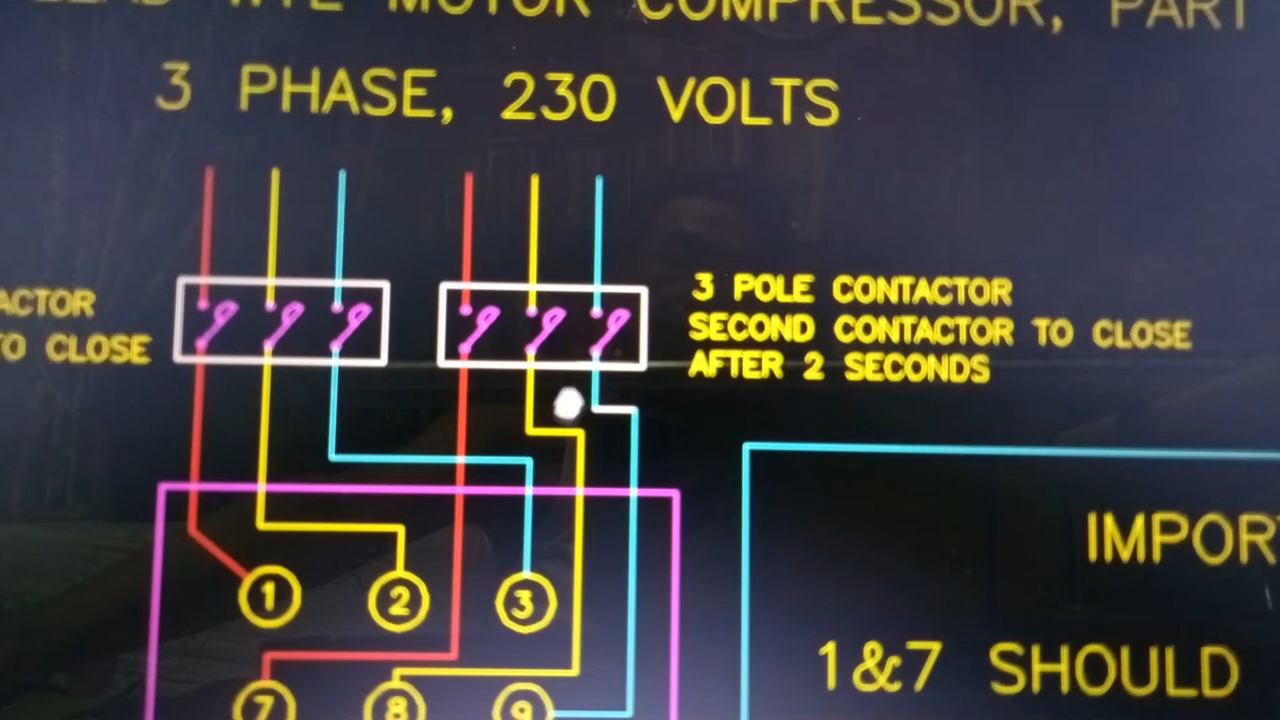 MOTOR COMPRESSOR, PART
3 PHASE, 230 VOLTS
3 POLE CONTACTOR
SECOND CONTACTOR TO CLOSE
AFTER 2 SECONDS
ACTOR
TO CLOSE
IMPOR
1 2 3
1&7 SHOULD
7 8 9